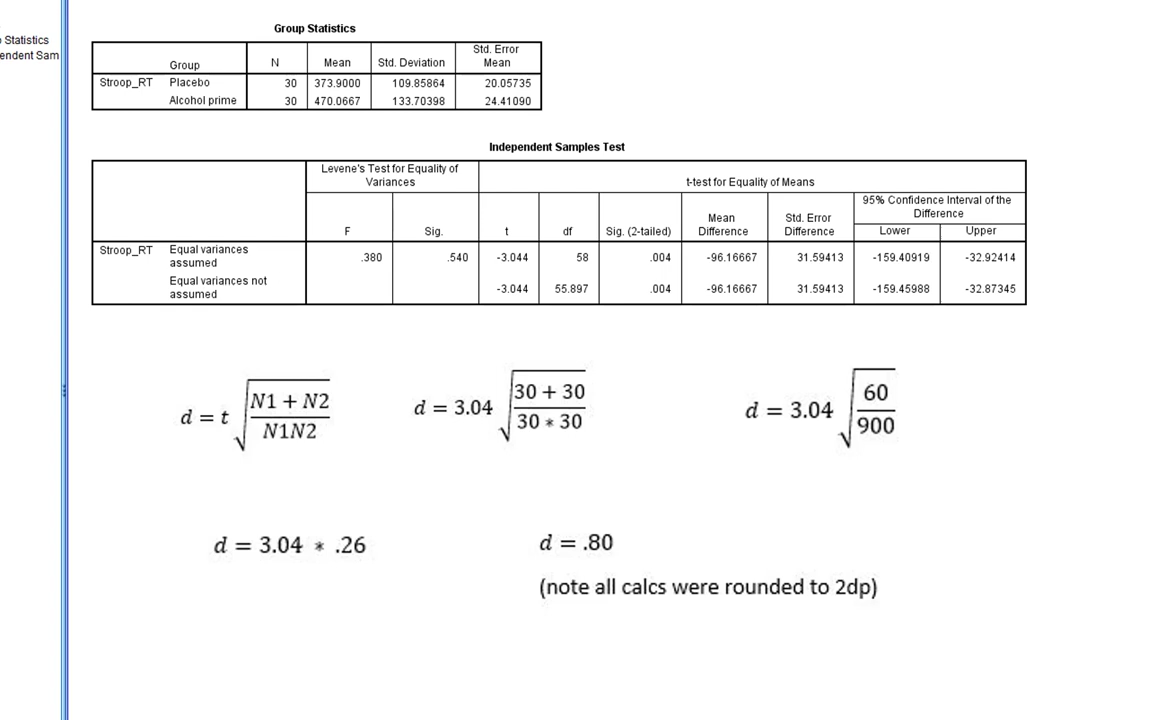 Statistics
endent Sam
Group Statistics
Group N Mean Std. Deviation Std. Error Mean
Stroop_RT Placebo 30 373.9000 109.85864 20.05735
Alcohol prime 30 470.0667 133.70398 24.41090
Independent Samples Test
Levene's Test for Equality of Variances t-test for Equality of Means
F Sig. t df Sig. (2-tailed) Mean Difference Std. Error Difference 95% Confidence Interval of the Difference
Lower Upper
Stroop_RT Equal variances assumed .380 .540 -3.044 58 .004 -96.16667 31.59413 -159.40919 -32.92414
Equal variances not assumed -3.044 55.897 .004 -96.16667 31.59413 -159.45988 -32.87345
d = t √ N1 + N2 / N1N2
d = 3.04 √ 30 + 30 / 30 * 30
d = 3.04 √ 60 / 900
d = 3.04 * .26
d = .80
(note all calcs were rounded to 2dp)